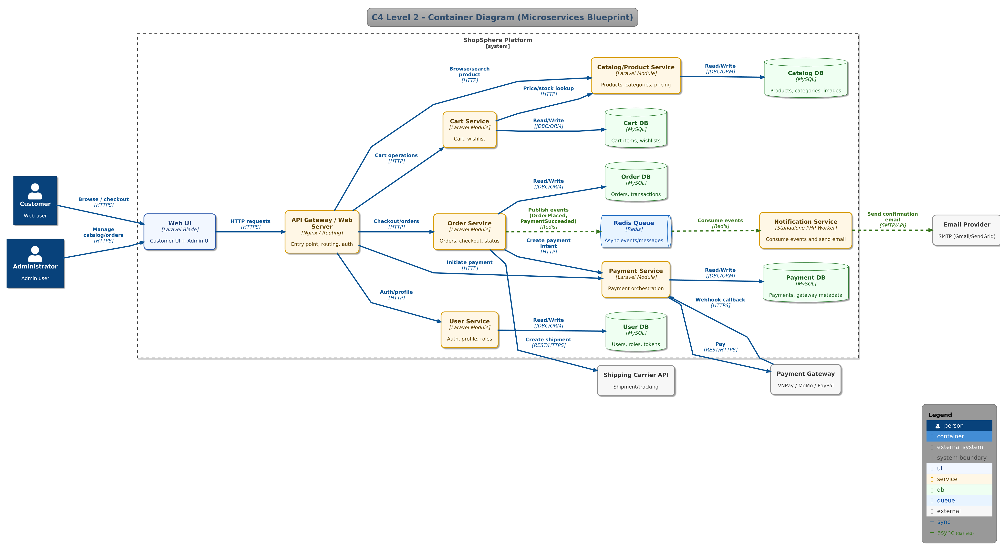 C4 Level 2 - Container Diagram (Microservices Blueprint)
ShopSphere Platform
[system]
Customer
Web user
Administrator
Admin user
Browse / checkout
[HTTPS]
Manage
catalog/orders
[HTTPS]
Web UI
[Laravel Blade]
Customer UI + Admin UI
HTTP requests
[HTTPS]
API Gateway / Web
Server
[Nginx / Routing]
Entry point, routing, auth
Browse/search
product
[HTTP]
Cart operations
[HTTP]
Checkout/orders
[HTTP]
Initiate payment
[HTTP]
Auth/profile
[HTTP]
Cart Service
[Laravel Module]
Cart, wishlist
Order Service
[Laravel Module]
Orders, checkout, status
User Service
[Laravel Module]
Auth, profile, roles
Price/stock lookup
[HTTP]
Read/Write
[JDBC/ORM]
Read/Write
[JDBC/ORM]
Publish events
(OrderPlaced,
PaymentSucceeded)
[Redis]
Create payment
intent
[HTTP]
Read/Write
[JDBC/ORM]
Create shipment
[REST/HTTPS]
Catalog/Product Service
[Laravel Module]
Products, categories, pricing
Cart DB
[MySQL]
Cart items, wishlists
Order DB
[MySQL]
Orders, transactions
Redis Queue
[Redis]
Async events/messages
Payment Service
[Laravel Module]
Payment orchestration
User DB
[MySQL]
Users, roles, tokens
Shipping Carrier API
Shipment/tracking
Read/Write
[JDBC/ORM]
Consume events
[Redis]
Read/Write
[JDBC/ORM]
Webhook callback
[HTTPS]
Pay
[REST/HTTPS]
Catalog DB
[MySQL]
Products, categories, images
Notification Service
[Standalone PHP Worker]
Consume events and send email
Payment DB
[MySQL]
Payments, gateway metadata
Payment Gateway
VNPay / MoMo / PayPal
Send confirmation
email
[SMTP/API]
Email Provider
SMTP (Gmail/SendGrid)
Legend
person
container
external system
system boundary
ui
service
db
queue
external
sync
async (dashed)